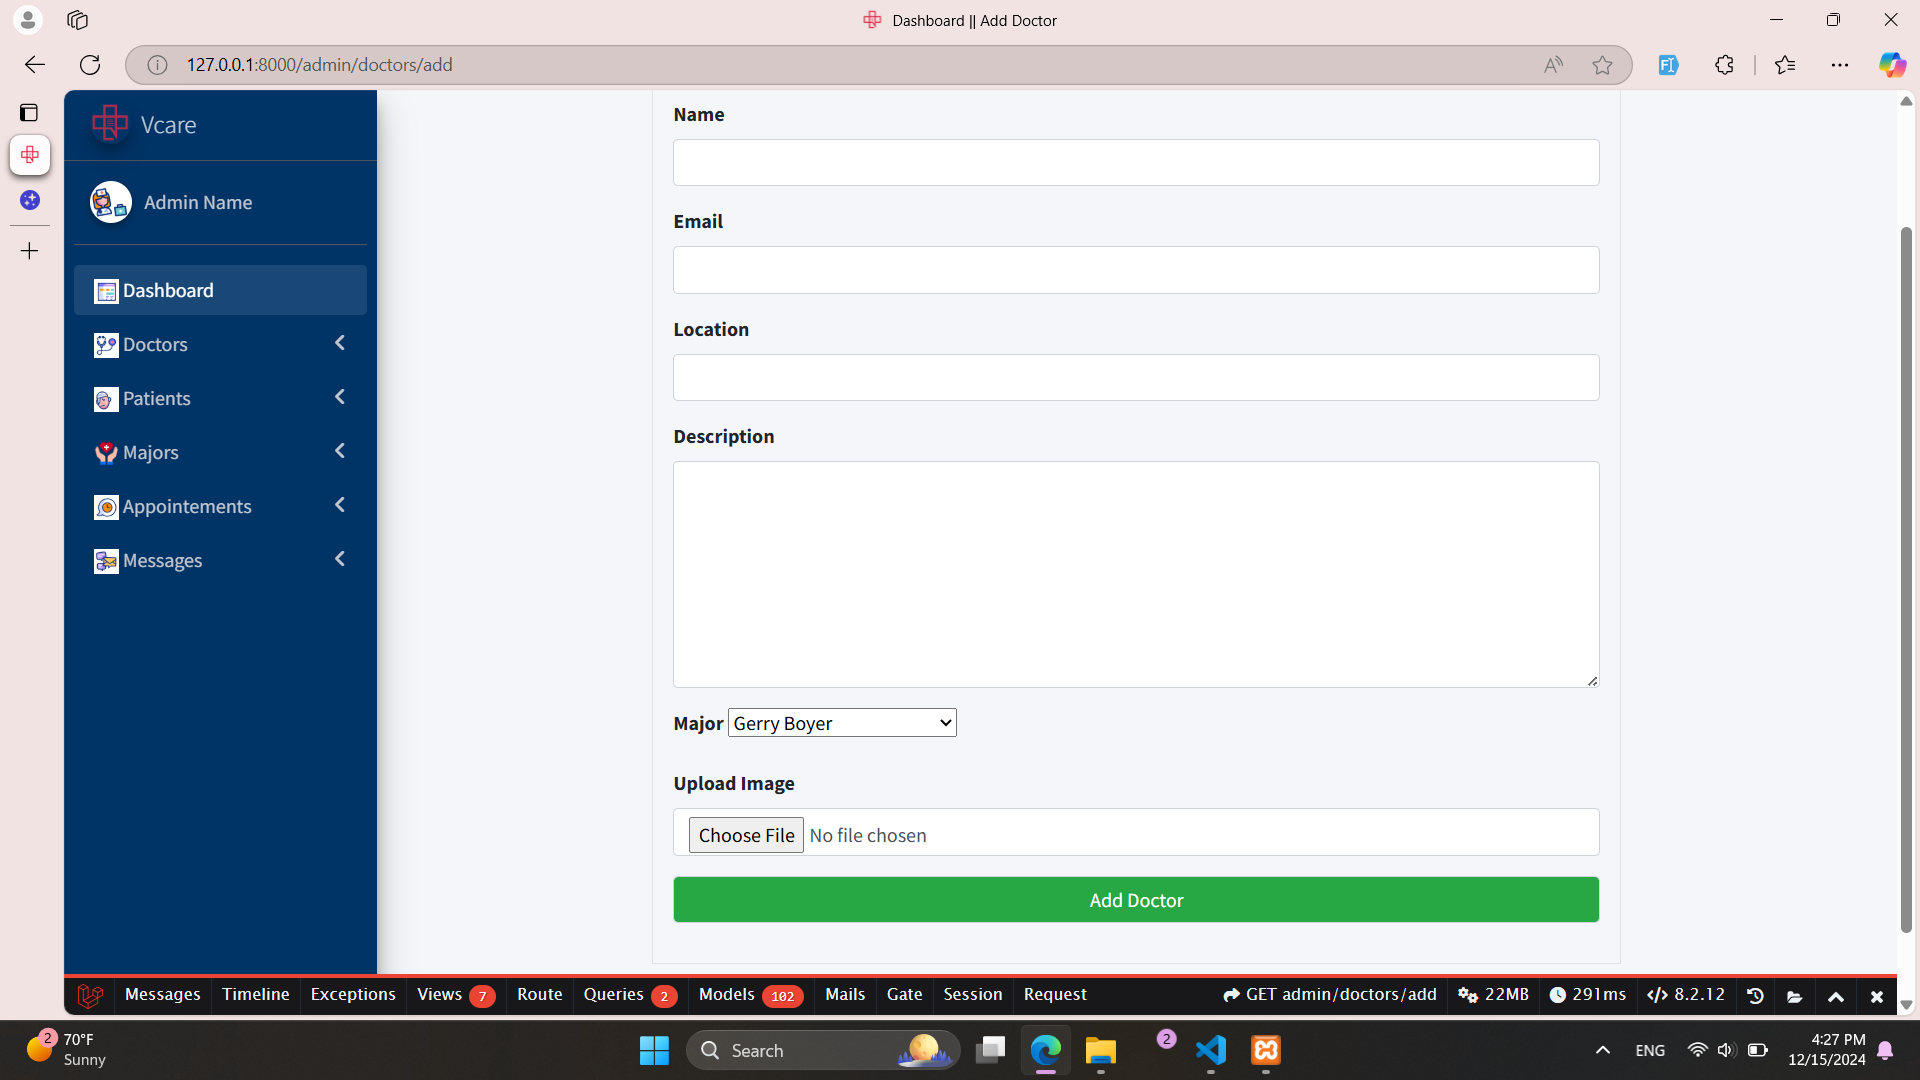 Dashboard || Add Doctor
127.0.0.1:8000/admin/doctors/add
Vcare
Admin Name
Dashboard
Doctors
Patients
Majors
Appointements
Messages
Name
Email
Location
Description
Major Gerry Boyer
Upload Image
Choose File No file chosen
Add Doctor
Messages Timeline Exceptions Views 7 Route Queries 2 Models 102 Mails Gate Session Request GET admin/doctors/add 22MB 291ms 8.2.12
2 70°F
Sunny
Search
2
ENG
4:27 PM
12/15/2024